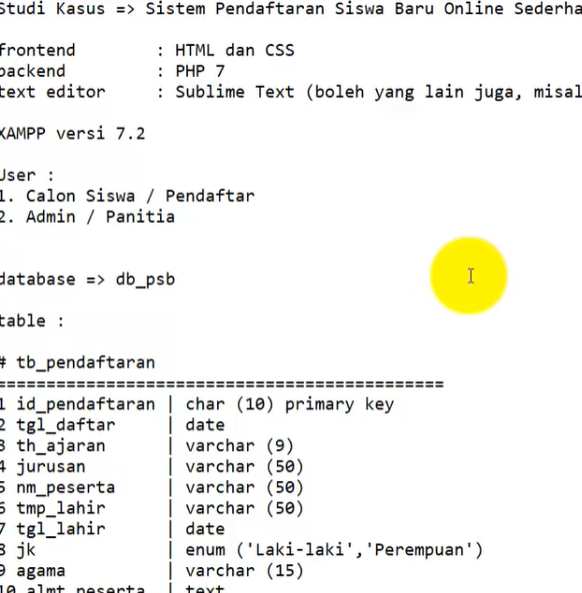 Studi Kasus => Sistem Pendaftaran Siswa Baru Online Sederha
frontend : HTML dan CSS
backend : PHP 7
text editor : Sublime Text (boleh yang lain juga, misal
XAMPP versi 7.2
User :
1. Calon Siswa / Pendaftar
2. Admin / Panitia
database => db_psb
table :
# tb_pendaftaran
=============================================
1 id_pendaftaran | char (10) primary key
2 tgl_daftar | date
3 th_ajaran | varchar (9)
4 jurusan | varchar (50)
5 nm_peserta | varchar (50)
6 tmp_lahir | varchar (50)
7 tgl_lahir | date
8 jk | enum ('Laki-laki','Perempuan')
9 agama | varchar (15)
10 almt_peserta | text